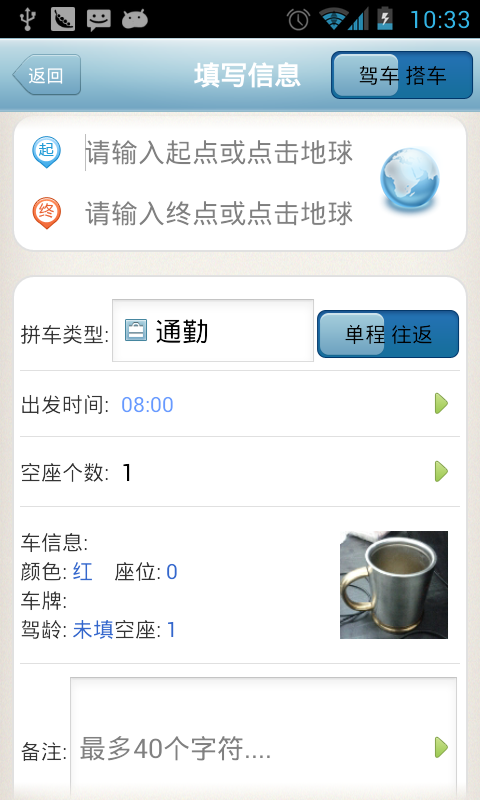 10:33
返回 填写信息 驾车 搭车
起 请输入起点或点击地球
终 请输入终点或点击地球
拼车类型: 通勤 单程 往返
出发时间: 08:00
空座个数: 1
车信息:
颜色: 红 座位: 0
车牌:
驾龄: 未填空座: 1
备注: 最多40个字符....